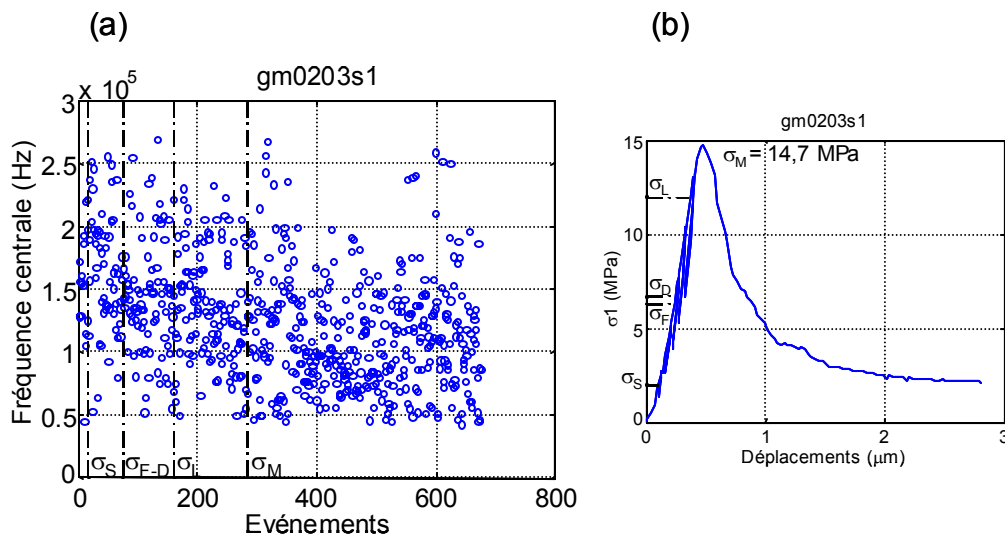 (a)
gm0203s1
x 10^5
Fréquence centrale (Hz)
3
2.5
2
1.5
1
0.5
0
σS σF-D σL σM
0 200 400 600 800
Evénements
(b)
gm0203s1
σM = 14,7 MPa
σ1 (MPa)
15
10
5
0
σL
σD
σF
σS
0 1 2 3
Déplacements (μm)